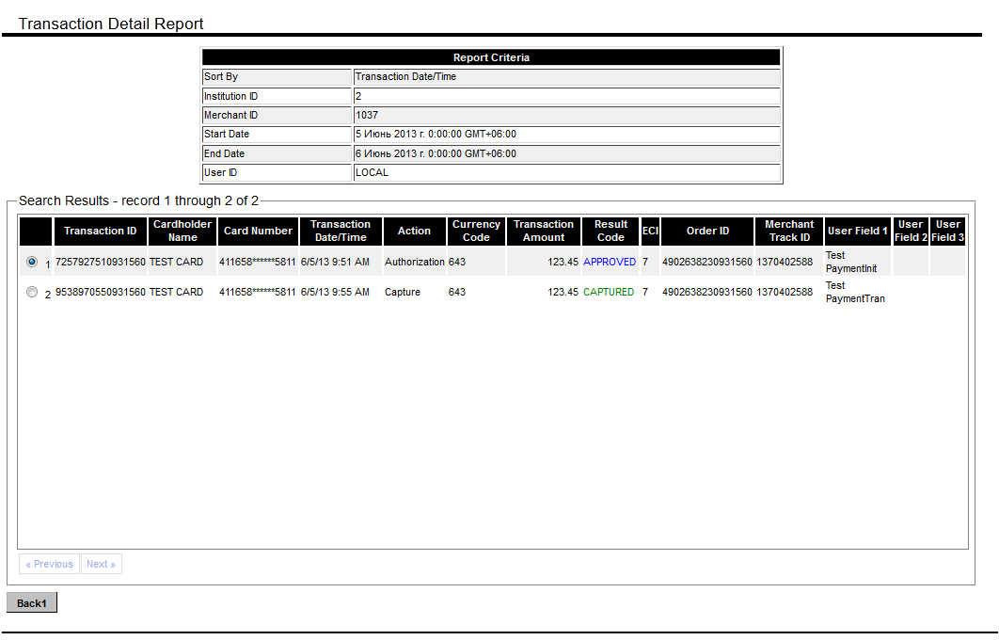 Transaction Detail Report
Report Criteria
Sort By Transaction Date/Time
Institution ID 2
Merchant ID 1037
Start Date 5 Июнь 2013 г. 0:00:00 GMT+06:00
End Date 6 Июнь 2013 г. 0:00:00 GMT+06:00
User ID LOCAL
Search Results - record 1 through 2 of 2
Transaction ID Cardholder Name Card Number Transaction Date/Time Action Currency Code Transaction Amount Result Code ECI Order ID Merchant Track ID User Field 1 User Field 2 User Field 3
1 7257927510931560 TEST CARD 411658******5811 6/5/13 9:51 AM Authorization 643 123.45 APPROVED 7 4902638230931560 1370402588 Test PaymentInit
2 9538970550931560 TEST CARD 411658******5811 6/5/13 9:55 AM Capture 643 123.45 CAPTURED 7 4902638230931560 1370402588 Test PaymentTran
« Previous Next »
Back1